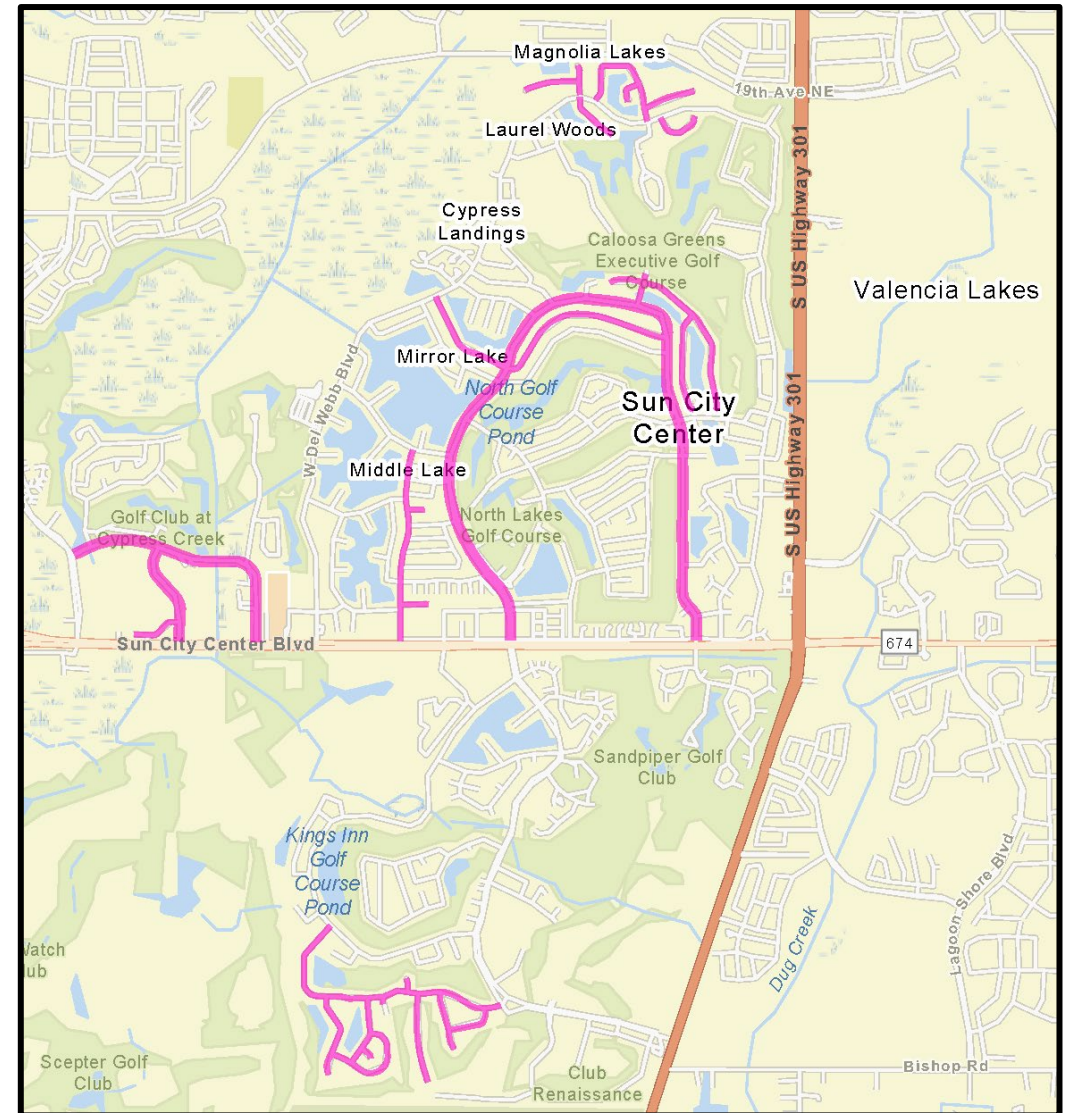 Magnolia Lakes
19th Ave NE
Laurel Woods
S US Highway 301
Cypress
Landings
Caloosa Greens
Executive Golf
Course
Valencia Lakes
Mirror Lake
W Del Webb Blvd
North Golf
Course
Pond
Sun City
Center
Middle Lake
S US Highway 301
Golf Club at
Cypress Creek
North Lakes
Golf Course
Sun City Center Blvd
674
Sandpiper Golf
Club
Kings Inn
Golf
Course
Pond
Lagoon Shore Blvd
Dug Creek
Watch
lub
Scepter Golf
Club
Club
Renaissance
Bishop Rd